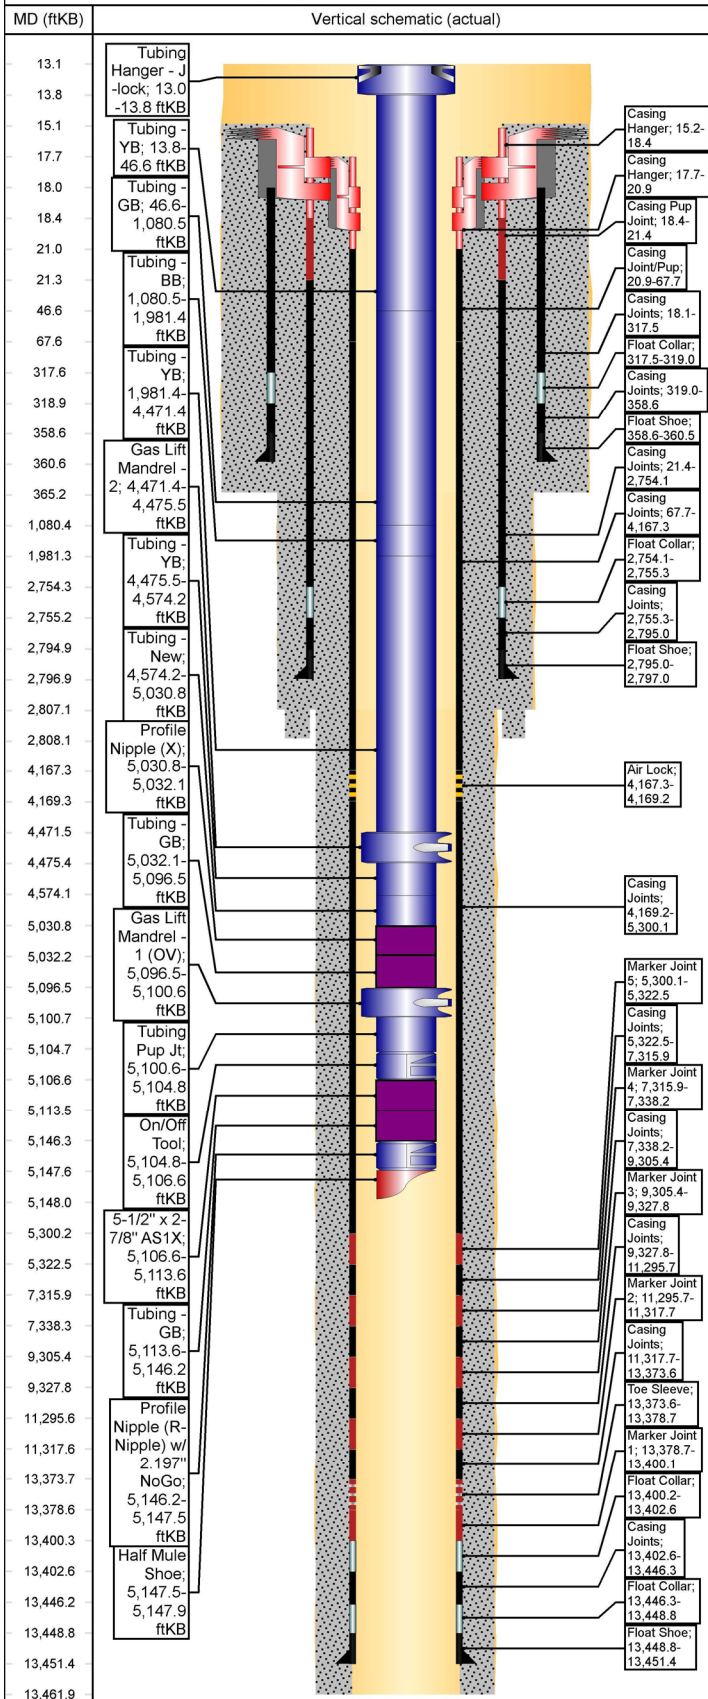 MD (ftKB)
Vertical schematic (actual)
13.1
13.8
15.1
17.7
18.0
18.4
21.0
21.3
46.6
67.6
317.6
318.9
358.6
360.6
365.2
1,080.4
1,981.3
2,754.3
2,755.2
2,794.9
2,796.9
2,807.1
2,808.1
4,167.3
4,169.3
4,471.5
4,475.4
4,574.1
5,030.8
5,032.2
5,096.5
5,100.7
5,104.7
5,106.6
5,113.5
5,146.3
5,147.6
5,148.0
5,300.2
5,322.5
7,315.9
7,338.3
9,305.4
9,327.8
11,295.6
11,317.6
13,373.7
13,378.6
13,400.3
13,402.6
13,446.2
13,448.8
13,451.4
13,461.9
Tubing
Hanger - J
-lock; 13.0
-13.8 ftKB
Tubing -
YB; 13.8-
46.6 ftKB
Tubing -
GB; 46.6-
1,080.5
ftKB
Tubing -
BB;
1,080.5-
1,981.4
ftKB
Tubing -
YB;
1,981.4-
4,471.4
ftKB
Gas Lift
Mandrel -
2; 4,471.4-
4,475.5
ftKB
Tubing -
YB;
4,475.5-
4,574.2
ftKB
Tubing -
New;
4,574.2-
5,030.8
ftKB
Profile
Nipple (X);
5,030.8-
5,032.1
ftKB
Tubing -
GB;
5,032.1-
5,096.5
ftKB
Gas Lift
Mandrel -
1 (OV);
5,096.5-
5,100.6
ftKB
Tubing
Pup Jt;
5,100.6-
5,104.8
ftKB
On/Off
Tool;
5,104.8-
5,106.6
ftKB
5-1/2" x 2-
7/8" AS1X;
5,106.6-
5,113.6
ftKB
Tubing -
GB;
5,113.6-
5,146.2
ftKB
Profile
Nipple (R-
Nipple) w/
2.197"
NoGo;
5,146.2-
5,147.5
ftKB
Half Mule
Shoe;
5,147.5-
5,147.9
ftKB
Casing
Hanger; 15.2-
18.4
Casing
Hanger; 17.7-
20.9
Casing Pup
Joint; 18.4-
21.4
Casing
Joint/Pup;
20.9-67.7
Casing
Joints; 18.1-
317.5
Float Collar;
317.5-319.0
Casing
Joints; 319.0-
358.6
Float Shoe;
358.6-360.5
Casing
Joints; 21.4-
2,754.1
Casing
Joints; 67.7-
4,167.3
Float Collar;
2,754.1-
2,755.3
Casing
Joints;
2,755.3-
2,795.0
Float Shoe;
2,795.0-
2,797.0
Air Lock;
4,167.3-
4,169.2
Casing
Joints;
4,169.2-
5,300.1
Marker Joint
5; 5,300.1-
5,322.5
Casing
Joints;
5,322.5-
7,315.9
Marker Joint
4; 7,315.9-
7,338.2
Casing
Joints;
7,338.2-
9,305.4
Marker Joint
3; 9,305.4-
9,327.8
Casing
Joints;
9,327.8-
11,295.7
Marker Joint
2; 11,295.7-
11,317.7
Casing
Joints;
11,317.7-
13,373.6
Toe Sleeve;
13,373.6-
13,378.7
Marker Joint
1; 13,378.7-
13,400.1
Float Collar;
13,400.2-
13,402.6
Casing
Joints;
13,402.6-
13,446.3
Float Collar;
13,446.3-
13,448.8
Float Shoe;
13,448.8-
13,451.4